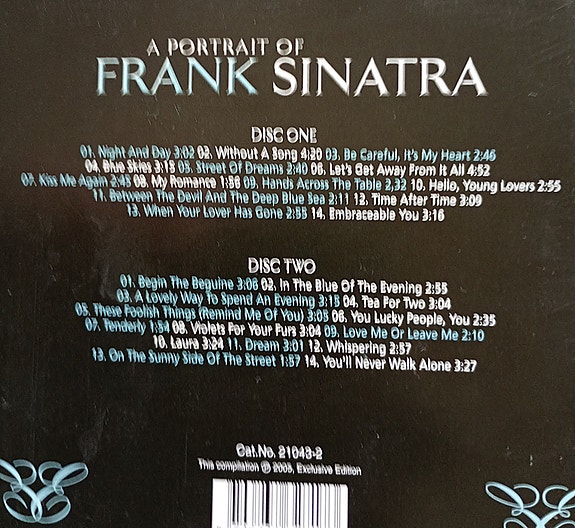 A PORTRAIT OF
FRANK SINATRA
DISC ONE
01. Night And Day 3:02 02. Without A Song 4:20 03. Be Careful, It's My Heart 2:46
04. Blue Skies 3:15 05. Street Of Dreams 2:40 06. Let's Get Away From It All 4:52
07. Kiss Me Again 2:45 08. My Romance 1:56 09. Hands Across The Table 2,32 10. Hello, Young Lovers 2:55
11. Between The Devil And The Deep Blue Sea 2:11 12. Time After Time 3:09
13. When Your Lover Has Gone 2:55 14. Embraceable You 3:16
DISC TWO
01. Begin The Beguine 3:06 02. In The Blue Of The Evening 2:55
03. A Lovely Way To Spend An Evening 3:15 04. Tea For Two 3:04
05. These Foolish Things (Remind Me Of You) 3:05 06. You Lucky People, You 2:35
07. Tenderly 1:54 08. Violets For Your Furs 3:04 09. Love Me Or Leave Me 2:10
10. Laura 3:24 11. Dream 3:01 12. Whispering 2:57
13. On The Sunny Side Of The Street 1:37 14. You'll Never Walk Alone 3:27
Cat.No. 21043-2
This compilation ℗ 2005, Exclusive Edition